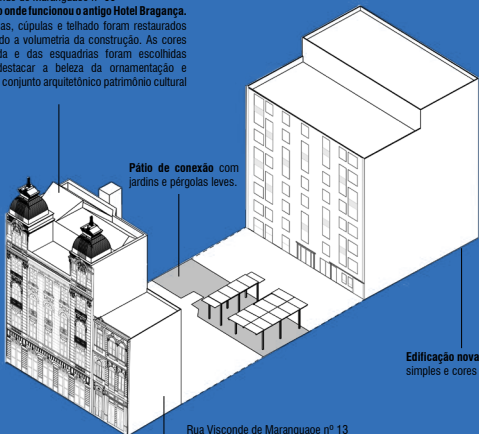 o onde funcionou o antigo Hotel Bragança.
as, cúpulas e telhado foram restaurados
do a volumetria da construção. As cores
da e das esquadrias foram escolhidas
destacar a beleza da ornamentação e
conjunto arquitetônico patrimônio cultural
Pátio de conexão com
jardins e pérgolas leves.
Edificação nova
simples e cores
Rua Visconde de Maranguape nº 13